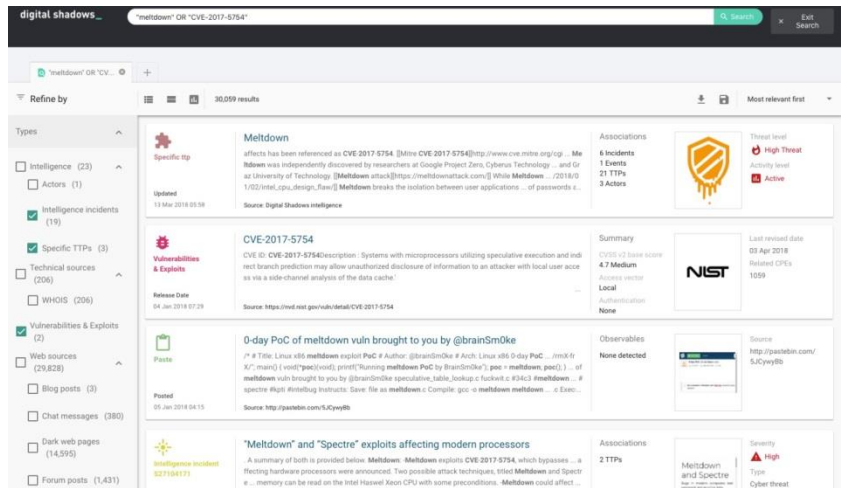 digital shadows_
"meltdown" OR "CVE-2017-5754"
Search
× Exit Search
"meltdown" OR "CV...
+
Refine by
30,059 results
Most relevant first
Types
Intelligence (23)
Actors (1)
Intelligence incidents (19)
Specific TTPs (3)
Technical sources (206)
WHOIS (206)
Vulnerabilities & Exploits (2)
Web sources (29,828)
Blog posts (3)
Chat messages (380)
Dark web pages (14,595)
Forum posts (1,431)
Specific ttp
Updated
13 Mar 2018 05:58
Meltdown
affects has been referenced as CVE-2017-5754. [[Mitre CVE-2017-5754][http://www.cve.mitre.org/cgi ... Me
ltdown was independently discovered by researchers at Google Project Zero, Cyberus Technology ... and Gr
az University of Technology. [[Meltdown attack][https://meltdownattack.com/]] While Meltdown ... /2018/0
1/02/intel_cpu_design_flaw/]] Meltdown breaks the isolation between user applications ... of passwords c...
Source: Digital Shadows intelligence
Associations
6 Incidents
1 Events
21 TTPs
3 Actors
Threat level
High Threat
Activity level
Active
Vulnerabilities & Exploits
Release Date
04 Jan 2018 07:29
CVE-2017-5754
CVE ID: CVE-2017-5754Description : Systems with microprocessors utilizing speculative execution and indi
rect branch prediction may allow unauthorized disclosure of information to an attacker with local user acce
ss via a side-channel analysis of the data cache.'
...
Source: https://nvd.nist.gov/vuln/detail/CVE-2017-5754
Summary
CVSS v3 base score
4.7 Medium
Access vector
Local
Authentication
None
NIST
Last revised date
03 Apr 2018
Related CPEs
1059
Paste
Posted
05 Jan 2018 04:15
0-day PoC of meltdown vuln brought to you by @brainSm0ke
/* # Title: Linux x86 meltdown exploit PoC # Author: @brainSm0ke # Arch: Linux x86 0-day PoC ... /rmX-fr
X/"; main() { void(*poc)(void); printf("Running meltdown PoC by BrainSm0ke"); poc = meltdown; poc(); } ... of
meltdown vuln brought to you by @brainSm0ke speculative_table_lookup.c fuckwit.c #34c3 #meltdown ... #
spectre #kpti #intelbug Instructs: Save: file as meltdown.c Compile: gcc -o meltdown meltdown ... .c Exec...
Source: http://pastebin.com/5JCywyBb
Observables
None detected
Source
http://pastebin.com/
5JCywyBb
Intelligence incident
S27104171
"Meltdown" and "Spectre" exploits affecting modern processors
. A summary of both is provided below. Meltdown: -Meltdown exploits CVE-2017-5754, which bypasses ... a
ffecting hardware processors were announced. Two possible attack techniques, titled Meltdown and Spectr
e ... memory can be read on the Intel Haswell Xeon CPU with some preconditions. -Meltdown could affect ...
Associations
2 TTPs
Meltdown
and Spectre
Severity
High
Type
Cyber threat